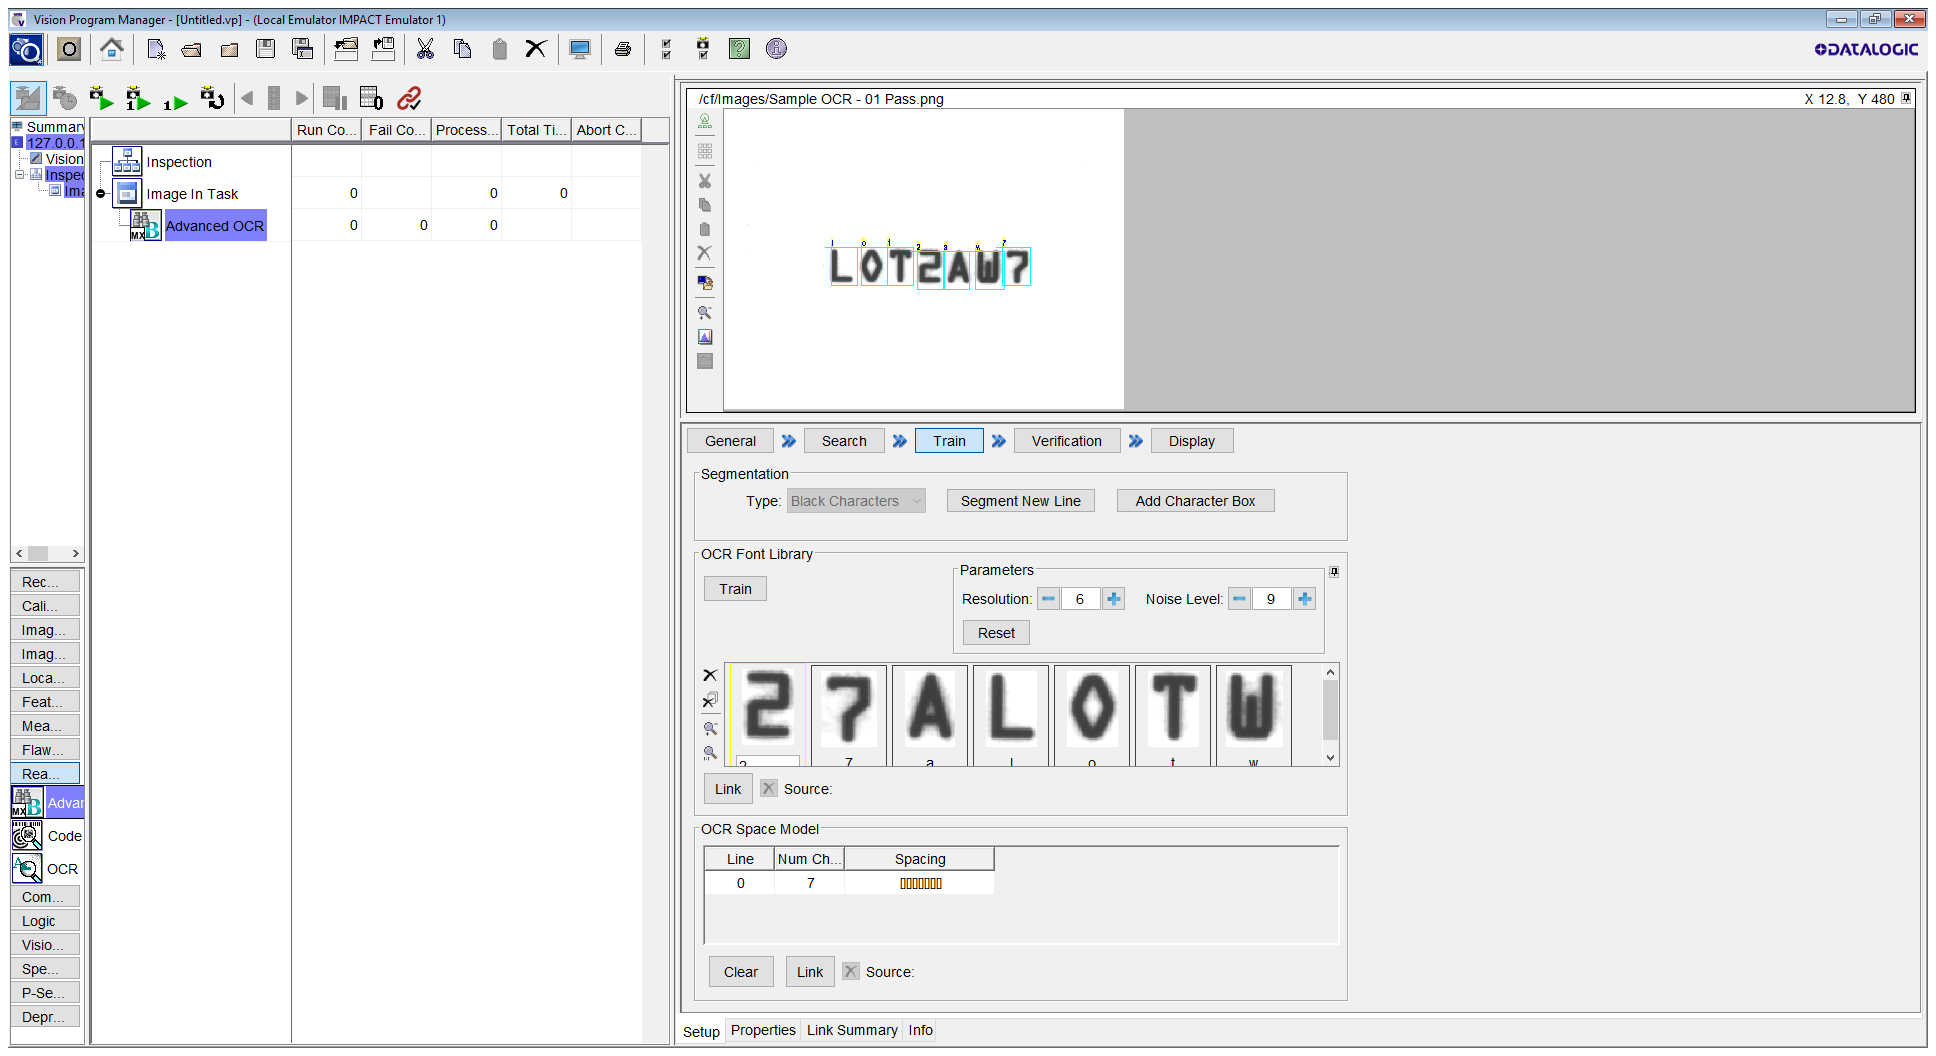 Vision Program Manager - [Untitled.vp] - (Local Emulator IMPACT Emulator 1)
DATALOGIC
Summary
127.0.0.1
Vision
Inspec
Ima
Run Co... Fail Co... Process... Total Ti... Abort C...
Inspection
Image In Task 0 0 0
Advanced OCR 0 0 0
/cf/Images/Sample OCR - 01 Pass.png X 12.8, Y 480
l o t 2 a w 7
LOT2AW7
General Search Train Verification Display
Segmentation
Type: Black Characters Segment New Line Add Character Box
OCR Font Library
Train
Parameters
Resolution: 6 Noise Level: 9
Reset
2 7 A L O T W
2 7 a l o t w
Link Source:
OCR Space Model
Line Num Ch... Spacing
0 7
Clear Link Source:
Setup Properties Link Summary Info
Rec...
Cali...
Imag...
Imag...
Loca...
Feat...
Mea...
Flaw...
Rea...
MX B Advar
Code
OCR
Com...
Logic
Visio...
Spe...
P-Se...
Depr...